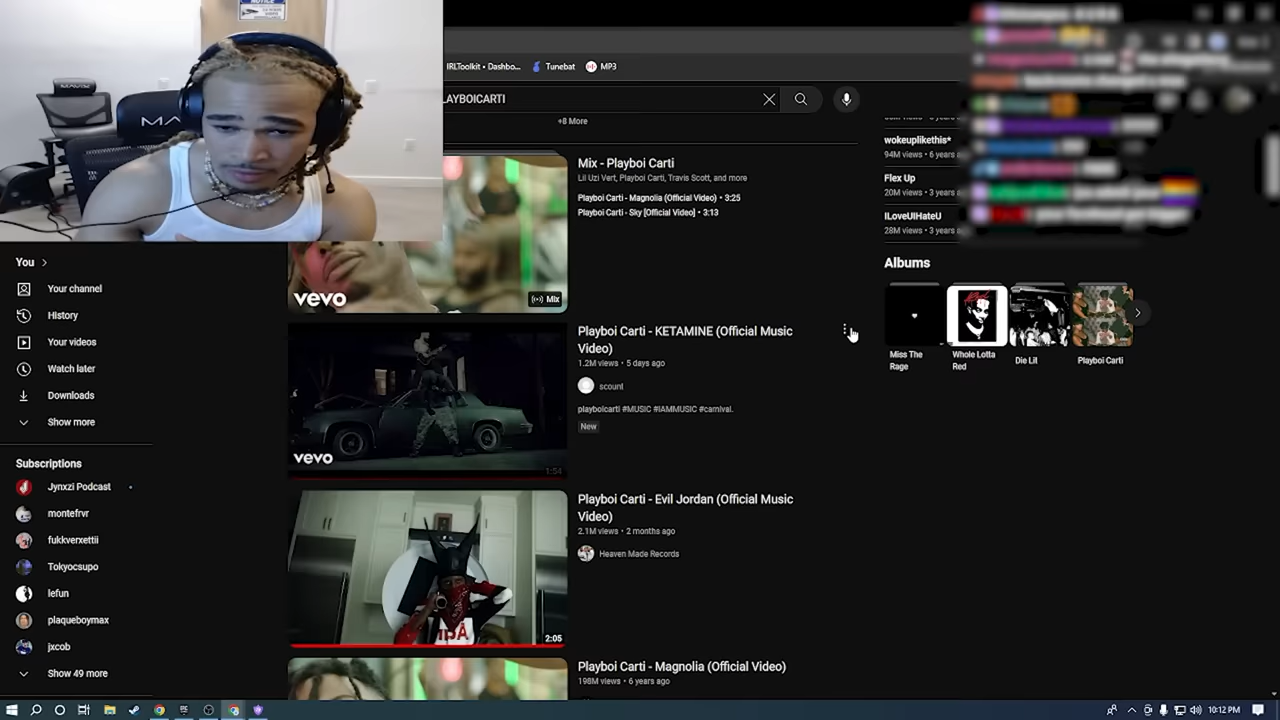 NOTICE
MA
IRLToolkit - Dashbo...
Tunebat
MP3
LAYBOICARTI
+8 More
Mix - Playboi Carti
Lil Uzi Vert, Playboi Carti, Travis Scott, and more
Playboi Carti - Magnolia (Official Video) • 3:25
Playboi Carti - Sky [Official Video] • 3:13
vevo
Mix
Playboi Carti - KETAMINE (Official Music
Video)
1.2M views • 5 days ago
scount
playboicarti #MUSIC #IAMMUSIC #carnival.
New
vevo
1:54
Playboi Carti - Evil Jordan (Official Music
Video)
2.1M views • 2 months ago
Heaven Made Records
2:05
Playboi Carti - Magnolia (Official Video)
198M views • 6 years ago
You
Your channel
History
Your videos
Watch later
Downloads
Show more
Subscriptions
Jynxzi Podcast
montefrvr
fukkverxettii
Tokyocsupo
lefun
plaqueboymax
jxcob
Show 49 more
wokeuplikethis*
94M views • 6 years
Flex Up
20M views • 3 years
ILoveUIHateU
28M views • 3 years
Albums
Miss The
Rage
Whole Lotta
Red
Die Lit
Playboi Carti
10:12 PM